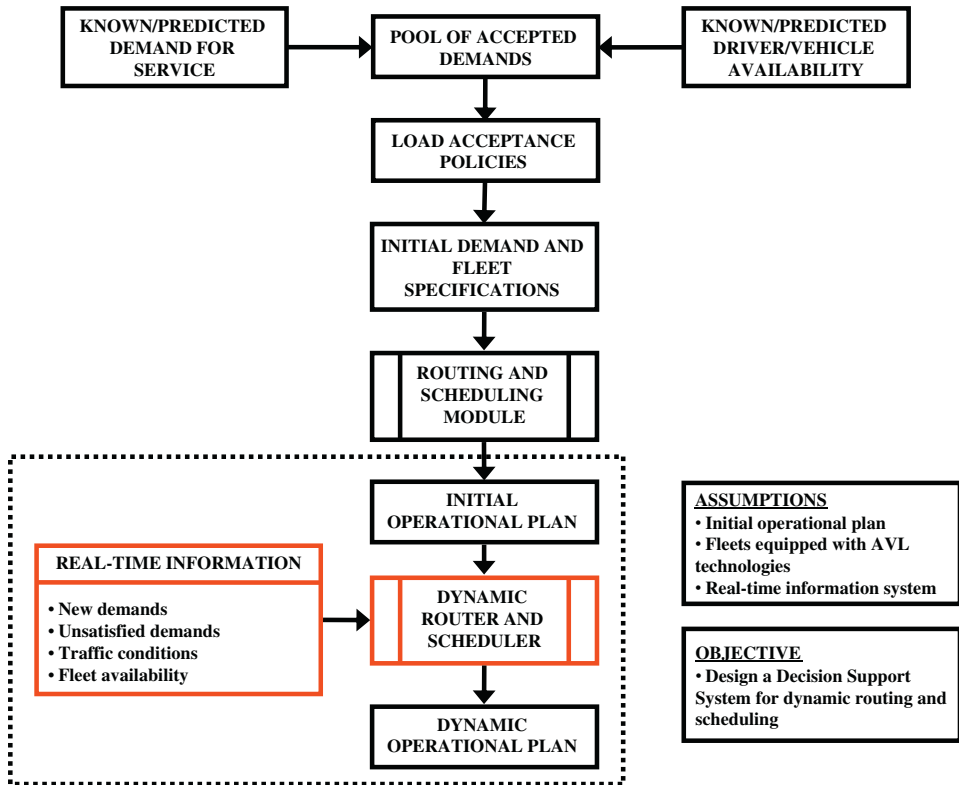 KNOWN/PREDICTED
DEMAND FOR
SERVICE
POOL OF ACCEPTED
DEMANDS
KNOWN/PREDICTED
DRIVER/VEHICLE
AVAILABILITY
LOAD ACCEPTANCE
POLICIES
INITIAL DEMAND AND
FLEET
SPECIFICATIONS
ROUTING AND
SCHEDULING
MODULE
INITIAL
OPERATIONAL PLAN
REAL-TIME INFORMATION
• New demands
• Unsatisfied demands
• Traffic conditions
• Fleet availability
DYNAMIC
ROUTER AND
SCHEDULER
DYNAMIC
OPERATIONAL PLAN
ASSUMPTIONS
• Initial operational plan
• Fleets equipped with AVL
technologies
• Real-time information system
OBJECTIVE
• Design a Decision Support
System for dynamic routing and
scheduling